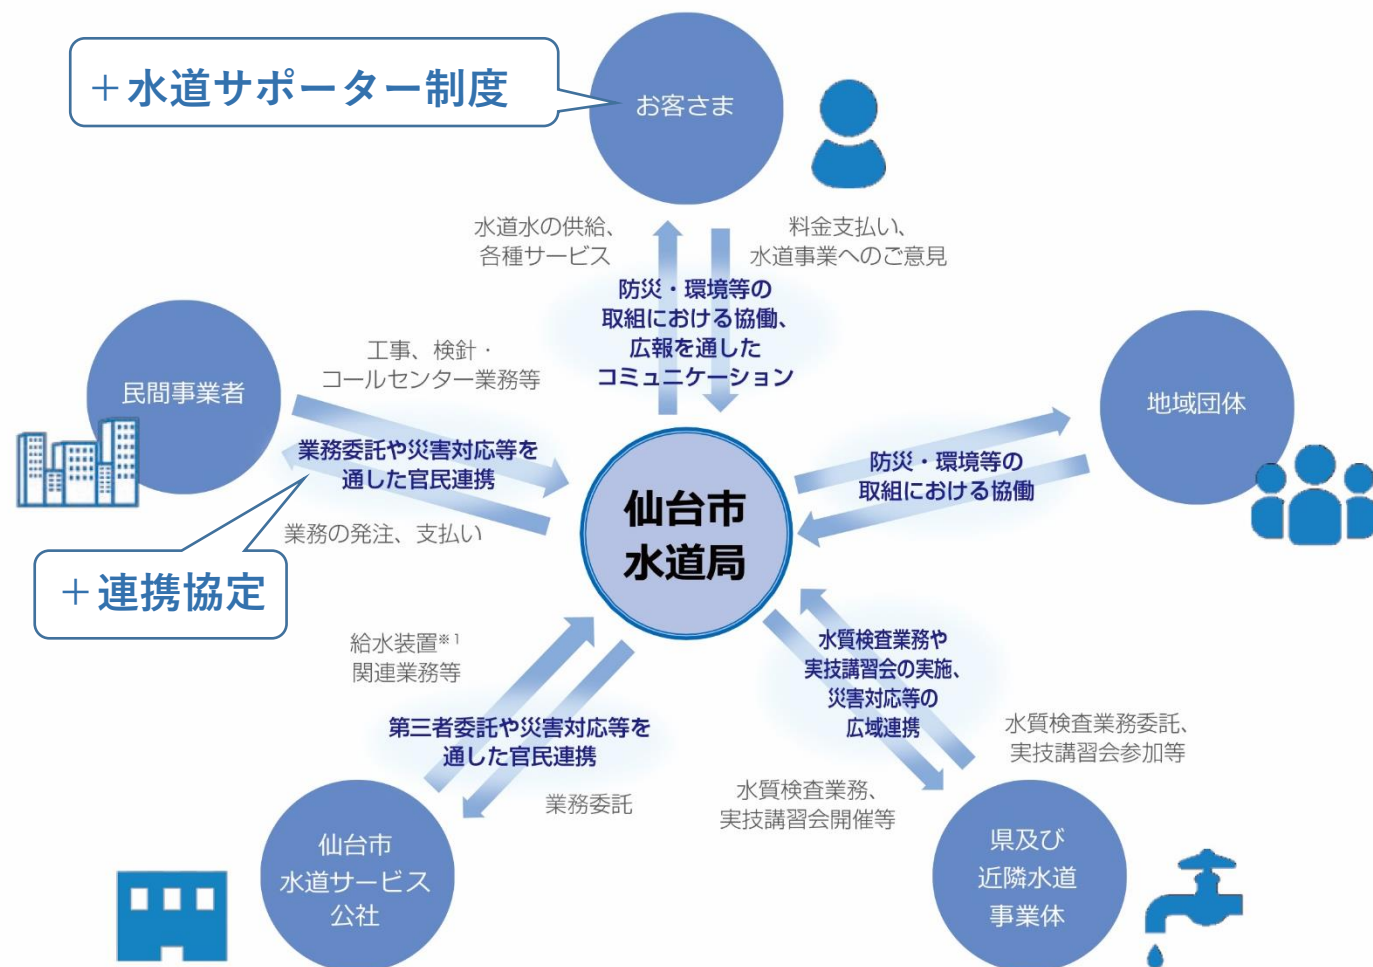 +水道サポーター制度
お客さま
水道水の供給、
各種サービス
料金支払い、
水道事業へのご意見
防災・環境等の
取組における協働、
広報を通した
コミュニケーション
民間事業者
工事、検針・
コールセンター業務等
業務委託や災害対応等を
通した官民連携
業務の発注、支払い
+連携協定
地域団体
防災・環境等の
取組における協働
仙台市
水道局
給水装置※1
関連業務等
第三者委託や災害対応等を
通した官民連携
業務委託
仙台市
水道サービス
公社
水質検査業務や
実技講習会の実施、
災害対応等の
広域連携
水質検査業務委託、
実技講習会参加等
水質検査業務、
実技講習会開催等
県及び
近隣水道
事業体